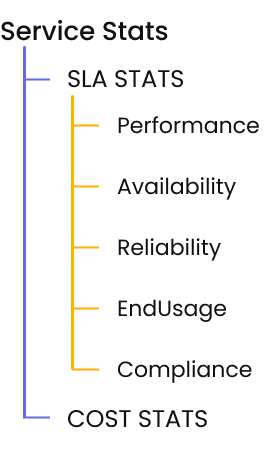 Service Stats
SLA STATS
Performance
Availability
Reliability
EndUsage
Compliance
COST STATS